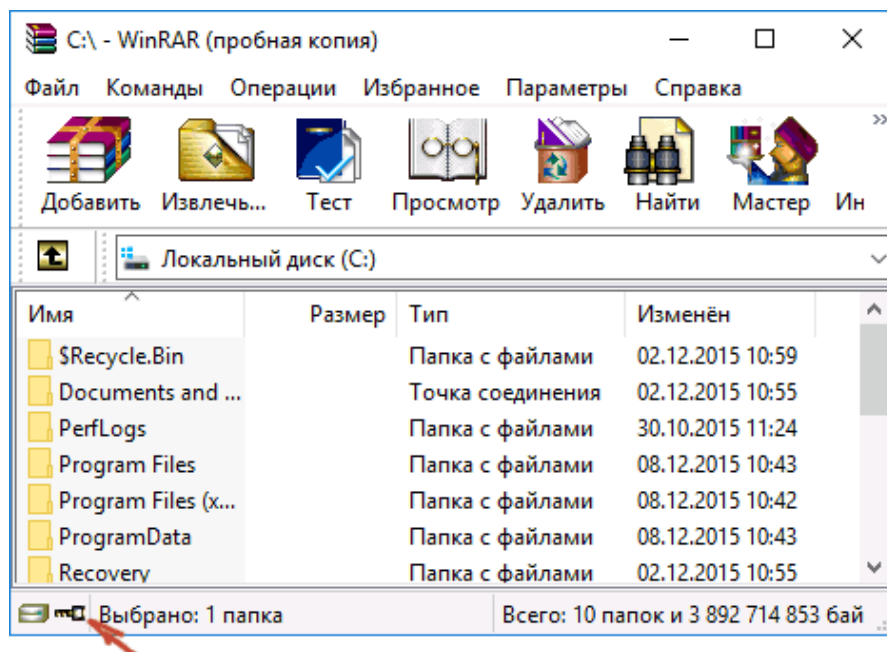 C:\ - WinRAR (пробная копия)
Файл Команды Операции Избранное Параметры Справка
Добавить Извлечь... Тест Просмотр Удалить Найти Мастер Ин
Локальный диск (C:)
Имя Размер Тип Изменён
$Recycle.Bin Папка с файлами 02.12.2015 10:59
Documents and ... Точка соединения 02.12.2015 10:55
PerfLogs Папка с файлами 30.10.2015 11:24
Program Files Папка с файлами 08.12.2015 10:43
Program Files (x... Папка с файлами 08.12.2015 10:42
ProgramData Папка с файлами 08.12.2015 10:43
Recovery Папка с файлами 02.12.2015 10:55
Выбрано: 1 папка Всего: 10 папок и 3 892 714 853 бай